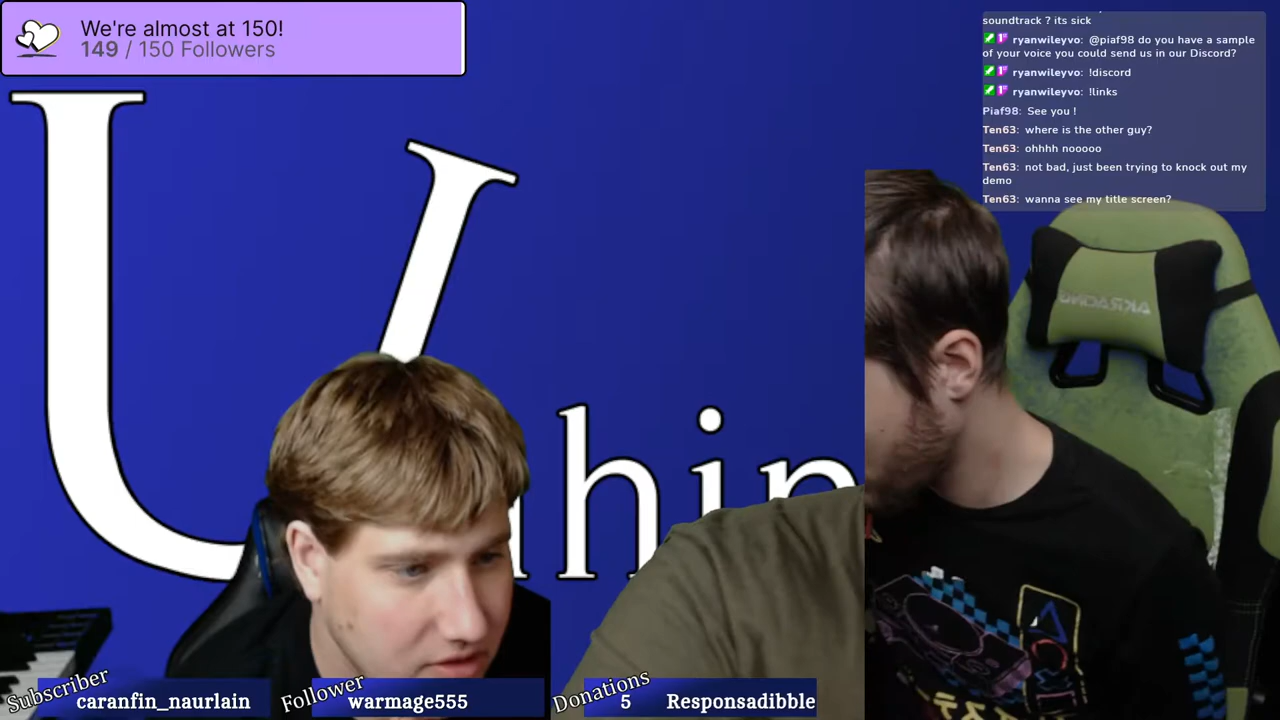 We're almost at 150!
149 / 150 Followers
soundtrack ? its sick
ryanwileyvo: @piaf98 do you have a sample
of your voice you could send us in our Discord?
ryanwileyvo: !discord
ryanwileyvo: !links
Piaf98: See you !
Ten63: where is the other guy?
Ten63: ohhhh nooooo
Ten63: not bad, just been trying to knock out my
demo
Ten63: wanna see my title screen?
AKRACING
Subscriber
caranfin_naurlain
Follower
warmage555
Donations
5 Responsadibble